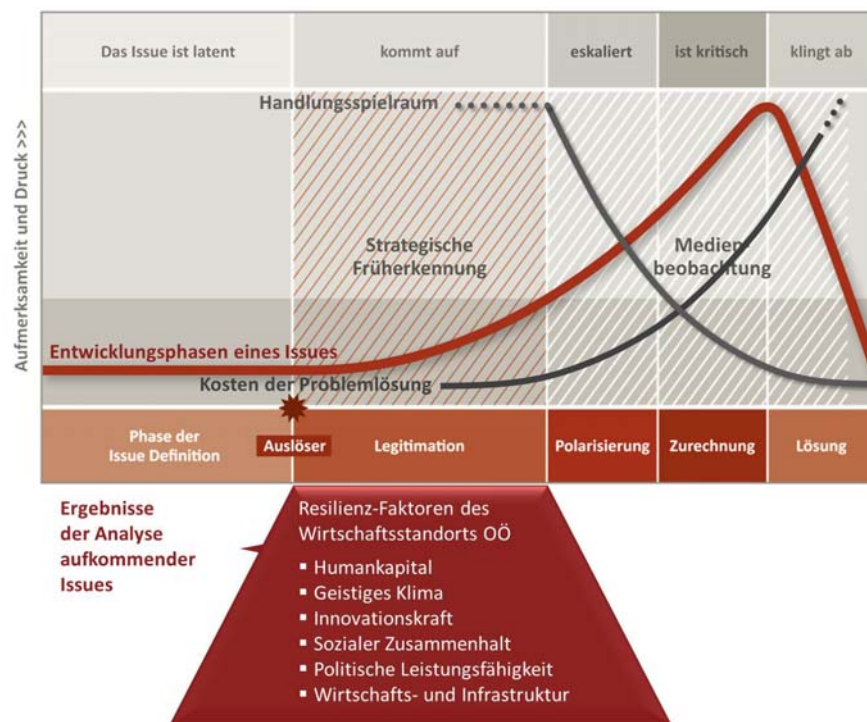 Das Issue ist latent
kommt auf
eskaliert
ist kritisch
klingt ab
Aufmerksamkeit und Druck >>>
Handlungsspielraum
Strategische
Früherkennung
Medien-
beobachtung
Entwicklungsphasen eines Issues
Kosten der Problemlösung
Phase der
Issue Definition
Auslöser
Legitimation
Polarisierung
Zurechnung
Lösung
Ergebnisse
der Analyse
aufkommender
Issues
Resilienz-Faktoren des
Wirtschaftsstandorts OÖ
▪ Humankapital
▪ Geistiges Klima
▪ Innovationskraft
▪ Sozialer Zusammenhalt
▪ Politische Leistungsfähigkeit
▪ Wirtschafts- und Infrastruktur